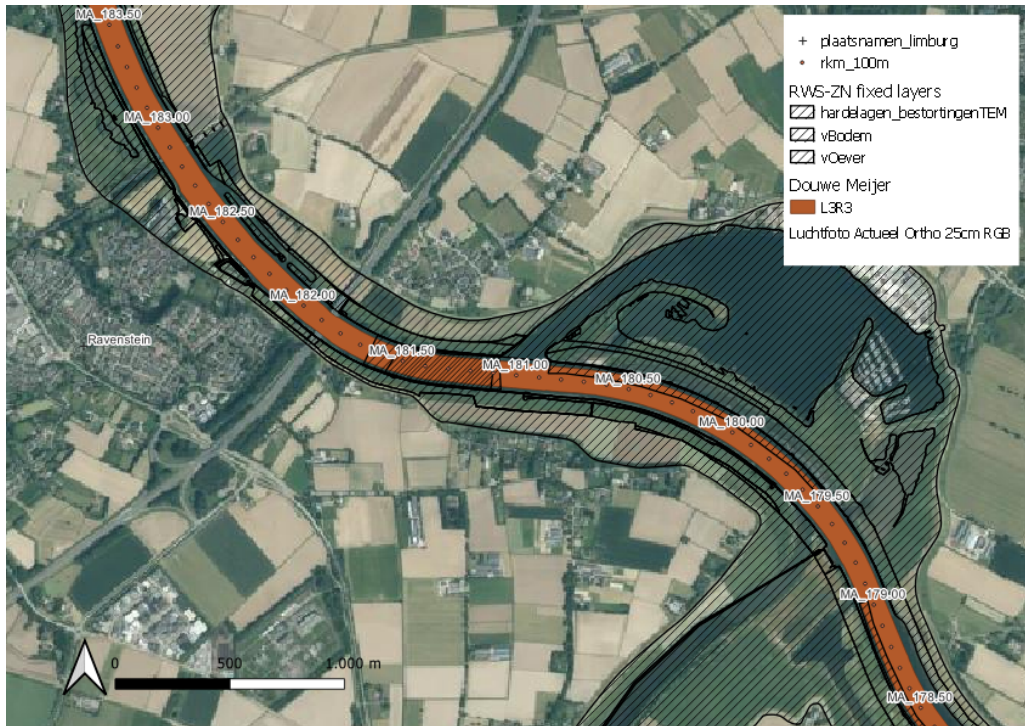 MA_183.50
plaatsnamen_limburg
rkm_100m
RWS-ZN fixed layers
hardelagen_bestortingenTEM
MA_183.00
vBodem
vOever
Douwe Meijer
L3R3
MA_182.50
Luchtfoto Actueel Ortho 25cm RGB
MA_182.00
Ravenstein
MA_181.50
MA_181.00
MA_180.50
MA_180.00
MA_179.50
MA_179.00
0 500 1.000 m
MA_178.50